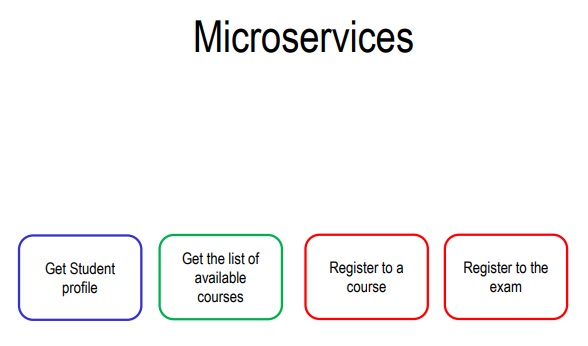 Microservices
Get Student
profile
Get the list of
available
courses
Register to a
course
Register to the
exam